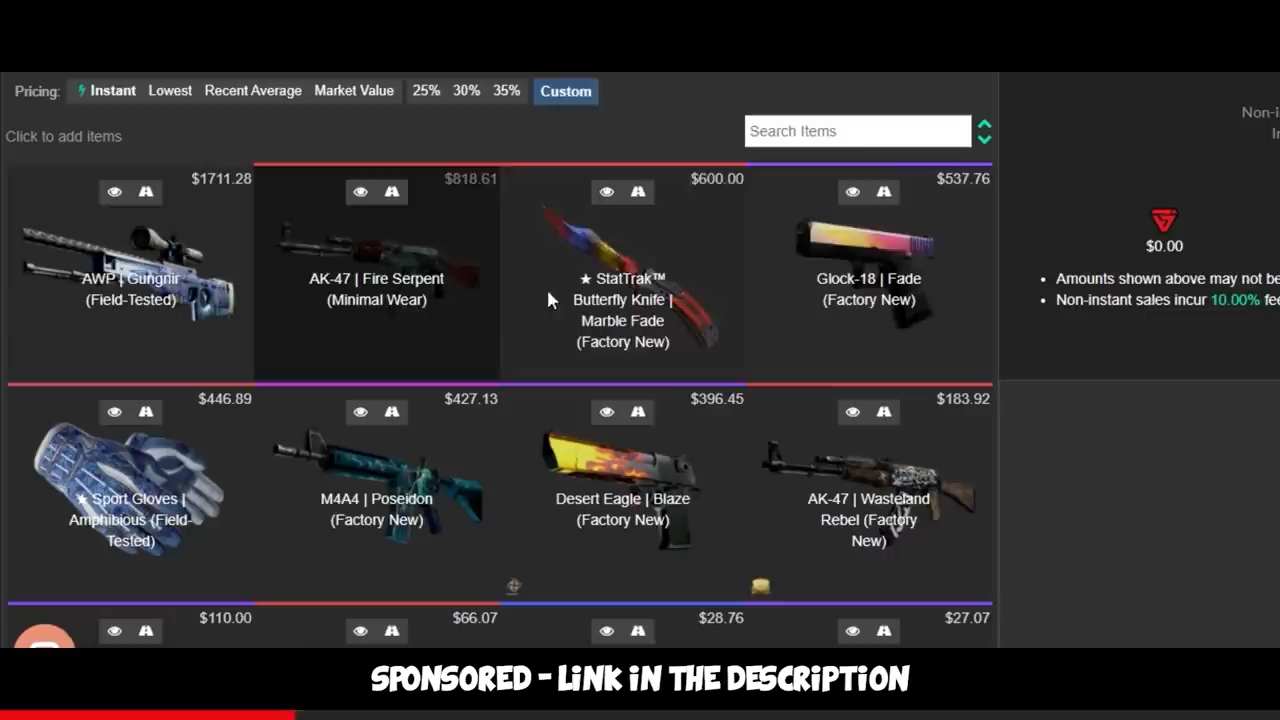 Pricing: Instant Lowest Recent Average Market Value 25% 30% 35% Custom
Click to add items
Search Items
Non-i
$1711.28
$818.61
$600.00
$537.76
AWP | Gungnir
(Field-Tested)
AK-47 | Fire Serpent
(Minimal Wear)
★ StatTrak™
Butterfly Knife |
Marble Fade
(Factory New)
Glock-18 | Fade
(Factory New)
$0.00
• Amounts shown above may not be
• Non-instant sales incur 10.00% fe
$446.89
$427.13
$396.45
$183.92
★ Sport Gloves |
Amphibious (Field-
Tested)
M4A4 | Poseidon
(Factory New)
Desert Eagle | Blaze
(Factory New)
AK-47 | Wasteland
Rebel (Factory
New)
$110.00
$66.07
$28.76
$27.07
SPONSORED - LINK IN THE DESCRIPTION